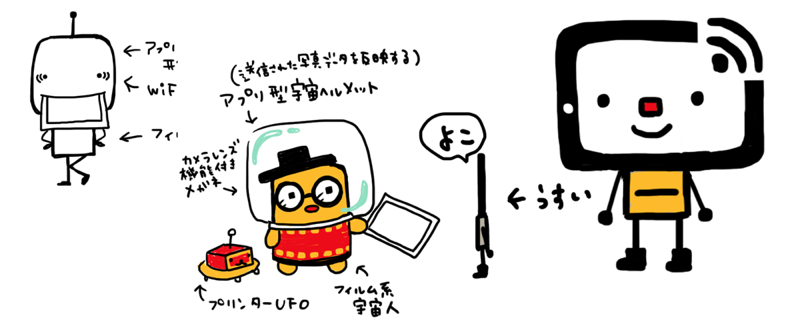 ←アプリ
WiF
←フィル
(送信された写真データを反映する)
アプリ型宇宙ヘルメット
カメラレンズ
機能付き
メガネ
プリンターUFO
フィルム系
宇宙人
よこ
←うすい